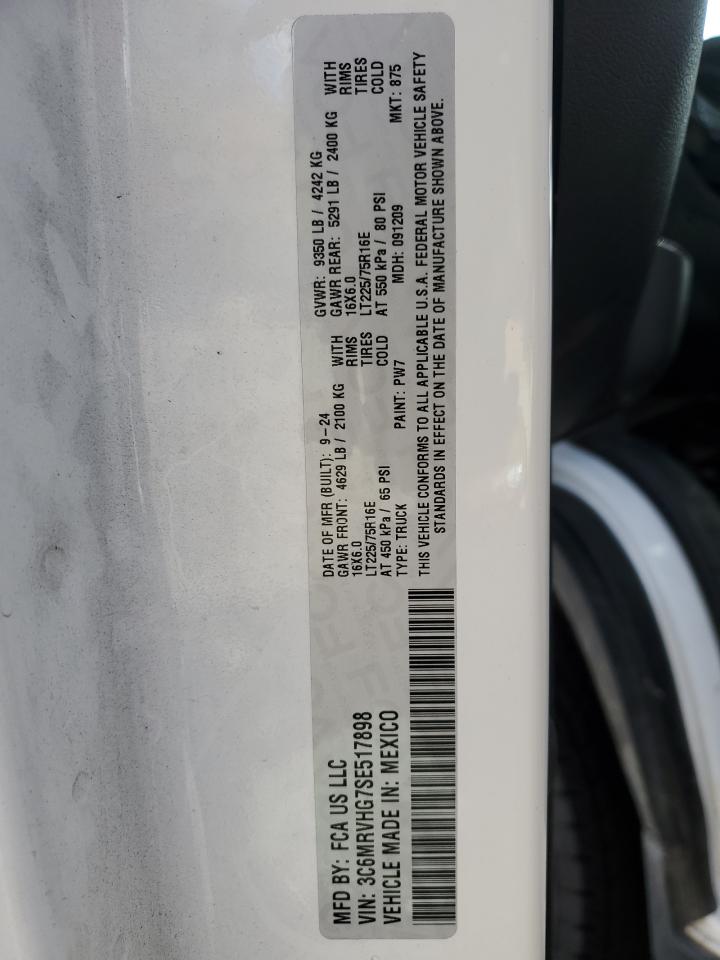 MFD BY: FCA US LLC
VIN: 3C6MRVHG7SE517898
VEHICLE MADE IN: MEXICO
DATE OF MFR (BUILT): 9-24 GVWR: 9350 LB / 4242 KG
GAWR FRONT: 4629 LB / 2100 KG WITH GAWR REAR: 5291 LB / 2400 KG WITH
16X6.0 RIMS 16X6.0 RIMS
LT225/75R16E TIRES LT225/75R16E TIRES
AT 450 kPa / 65 PSI COLD AT 550 kPa / 80 PSI COLD
TYPE: TRUCK PAINT: PW7 MDH: 091209 MKT: 875
THIS VEHICLE CONFORMS TO ALL APPLICABLE U.S.A. FEDERAL MOTOR VEHICLE SAFETY
STANDARDS IN EFFECT ON THE DATE OF MANUFACTURE SHOWN ABOVE.